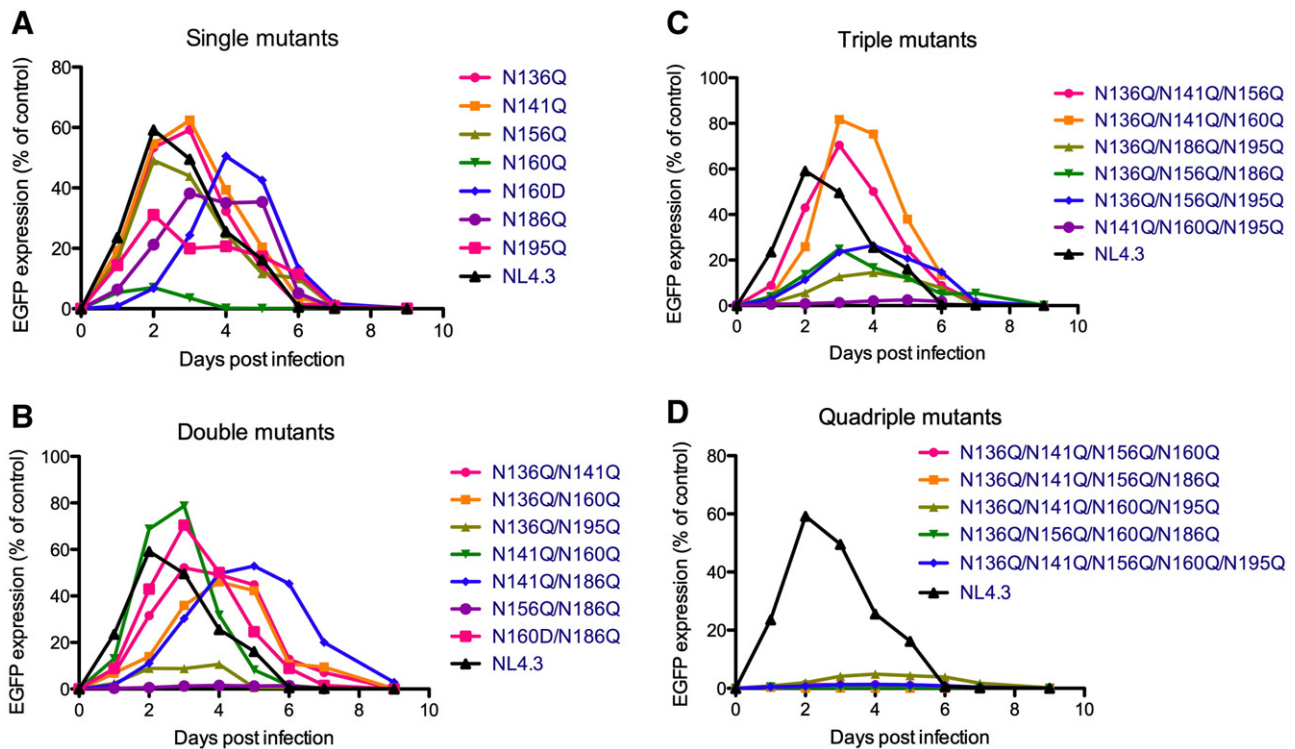 A
Single mutants
EGFP expression (% of control)
80
60
40
20
0
0 2 4 6 8 10
Days post infection
N136Q
N141Q
N156Q
N160Q
N160D
N186Q
N195Q
NL4.3
B
Double mutants
EGFP expression (% of control)
100
80
60
40
20
0
0 2 4 6 8 10
Days post infection
N136Q/N141Q
N136Q/N160Q
N136Q/N195Q
N141Q/N160Q
N141Q/N186Q
N156Q/N186Q
N160D/N186Q
NL4.3
C
Triple mutants
EGFP expression (% of control)
100
80
60
40
20
0
0 2 4 6 8 10
Days post infection
N136Q/N141Q/N156Q
N136Q/N141Q/N160Q
N136Q/N186Q/N195Q
N136Q/N156Q/N186Q
N136Q/N156Q/N195Q
N141Q/N160Q/N195Q
NL4.3
D
Quadriple mutants
EGFP expression (% of control)
80
60
40
20
0
0 2 4 6 8 10
Days post infection
N136Q/N141Q/N156Q/N160Q
N136Q/N141Q/N156Q/N186Q
N136Q/N141Q/N160Q/N195Q
N136Q/N156Q/N160Q/N186Q
N136Q/N141Q/N156Q/N160Q/N195Q
NL4.3